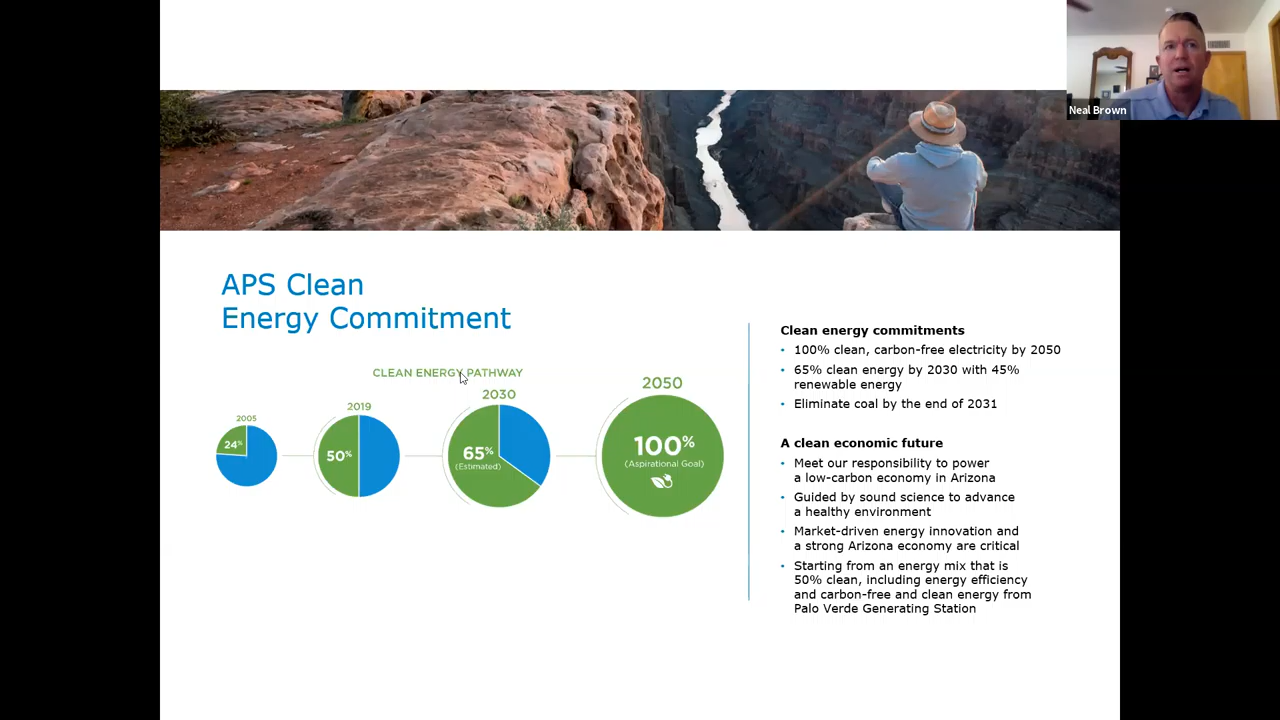 Neal Brown
APS Clean
Energy Commitment
CLEAN ENERGY PATHWAY
2005
24%
2019
50%
2030
65%
(Estimated)
2050
100%
(Aspirational Goal)
Clean energy commitments
• 100% clean, carbon-free electricity by 2050
• 65% clean energy by 2030 with 45%
renewable energy
• Eliminate coal by the end of 2031
A clean economic future
• Meet our responsibility to power
a low-carbon economy in Arizona
• Guided by sound science to advance
a healthy environment
• Market-driven energy innovation and
a strong Arizona economy are critical
• Starting from an energy mix that is
50% clean, including energy efficiency
and carbon-free and clean energy from
Palo Verde Generating Station